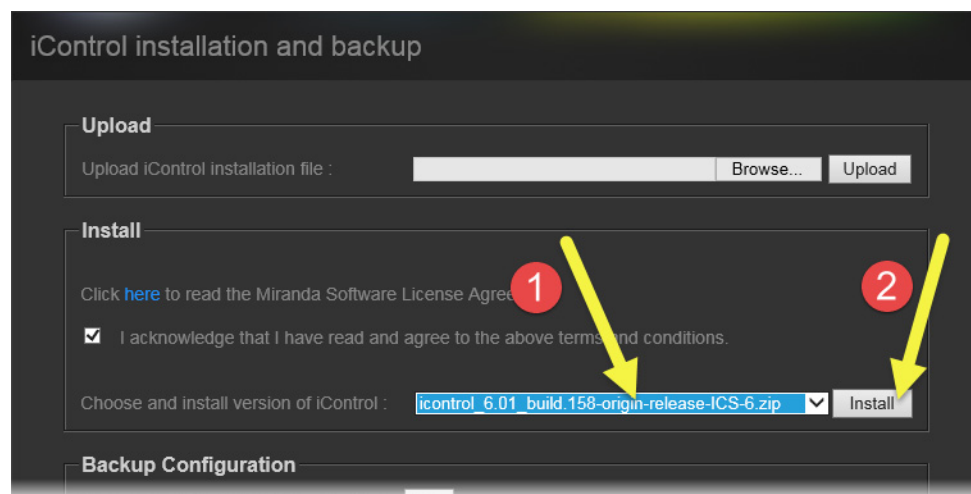 iControl installation and backup
Upload
Upload iControl installation file :
Browse...
Upload
Install
1
2
Click here to read the Miranda Software License Agree
I acknowledge that I have read and agree to the above terms and conditions.
Choose and install version of iControl :
icontrol_6.01_build.158-origin-release-ICS-6.zip
Install
Backup Configuration